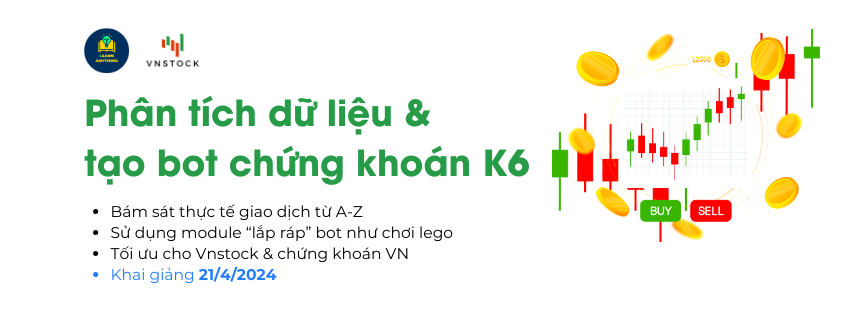 LEARN
ANYTHING
VNSTOCK
Phân tích dữ liệu &
tạo bot chứng khoán K6
Bám sát thực tế giao dịch từ A-Z
Sử dụng module “lắp ráp” bot như chơi lego
Tối ưu cho Vnstock & chứng khoán VN
Khai giảng 21/4/2024
BUY
SELL